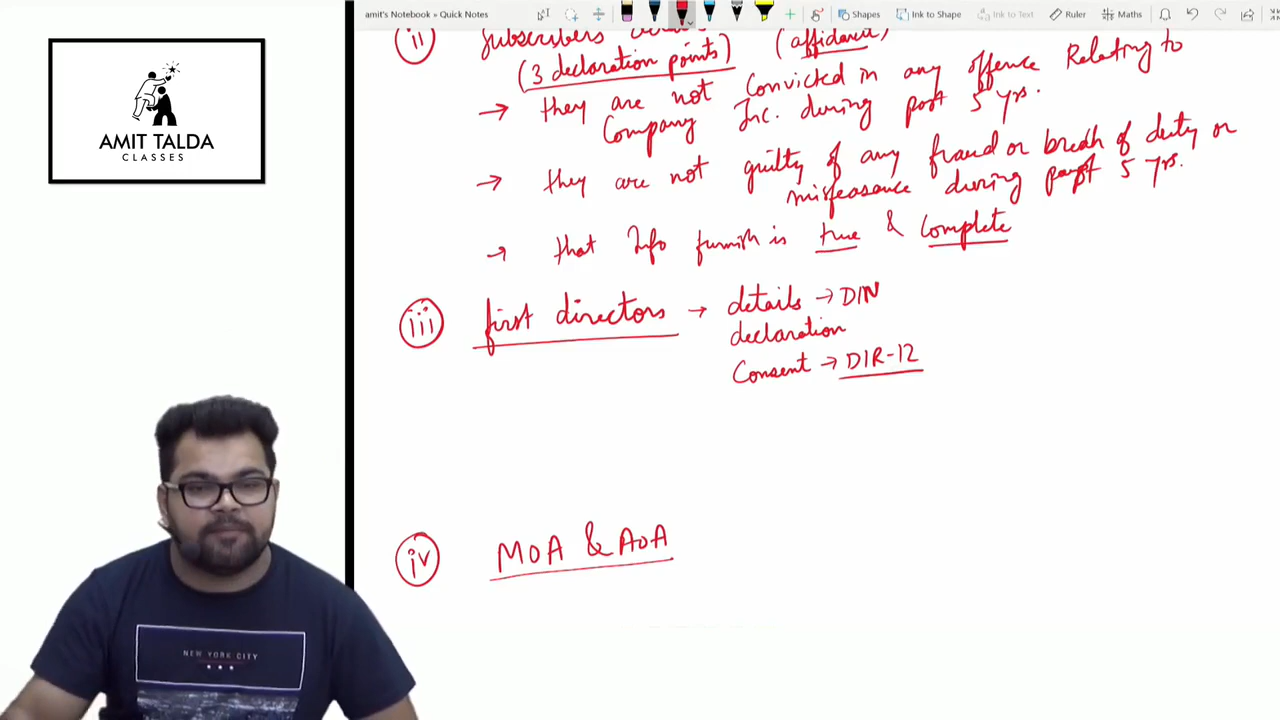 amit's Notebook » Quick Notes
Shapes
Ink to Shape
Ink to Text
Ruler
Maths
AMIT TALDA
CLASSES
(ii) Subscribers
(3 declaration points) (affidavit)
→ they are not Convicted in any offence Relating to
Company Inc. during past 5 yrs.
→ they are not guilty of any fraud or breah of deuty or
misfeasance during past 5 yrs.
→ that Info furnish is true & Complete
(iii) first directors → details → DIN
declaration
Consent → DIR-12
(iv) MOA & AOA
NEW YORK CITY